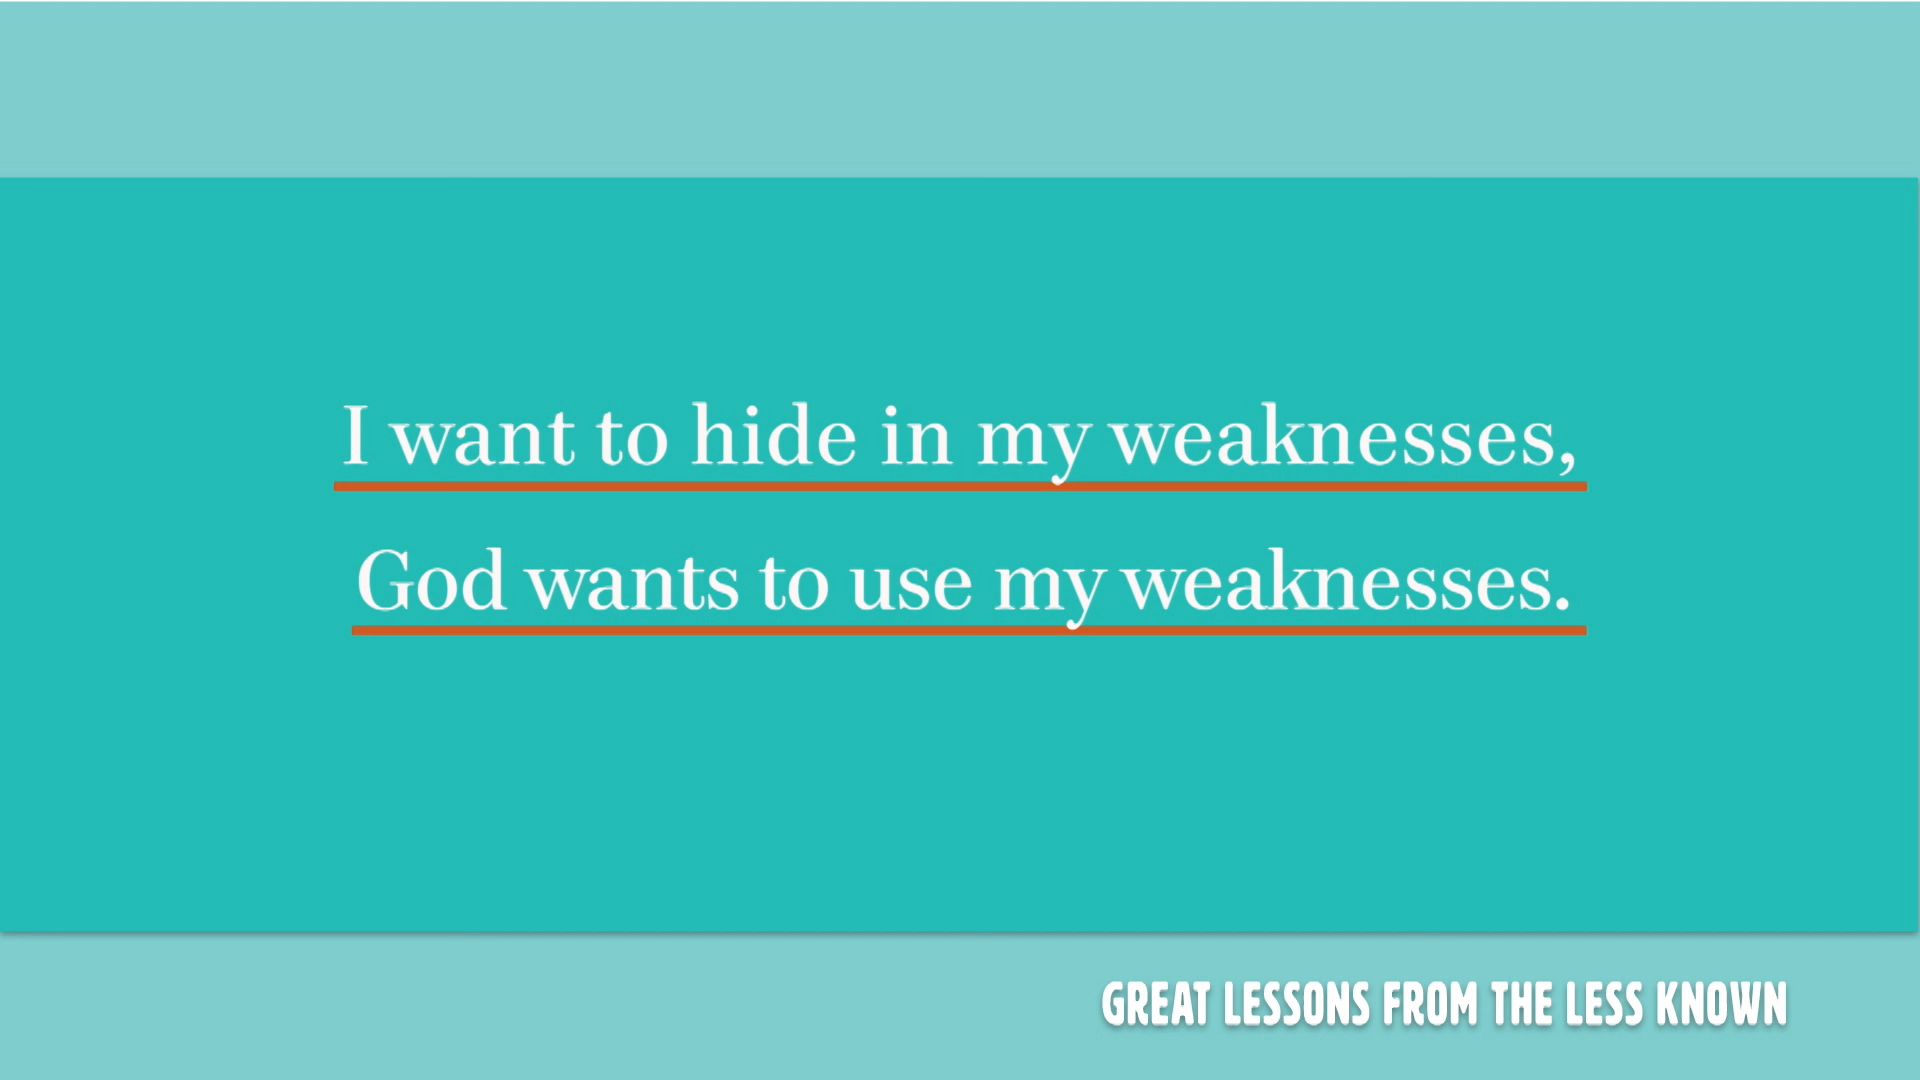 I want to hide in my weaknesses,
God wants to use my weaknesses.
GREAT LESSONS FROM THE LESS KNOWN